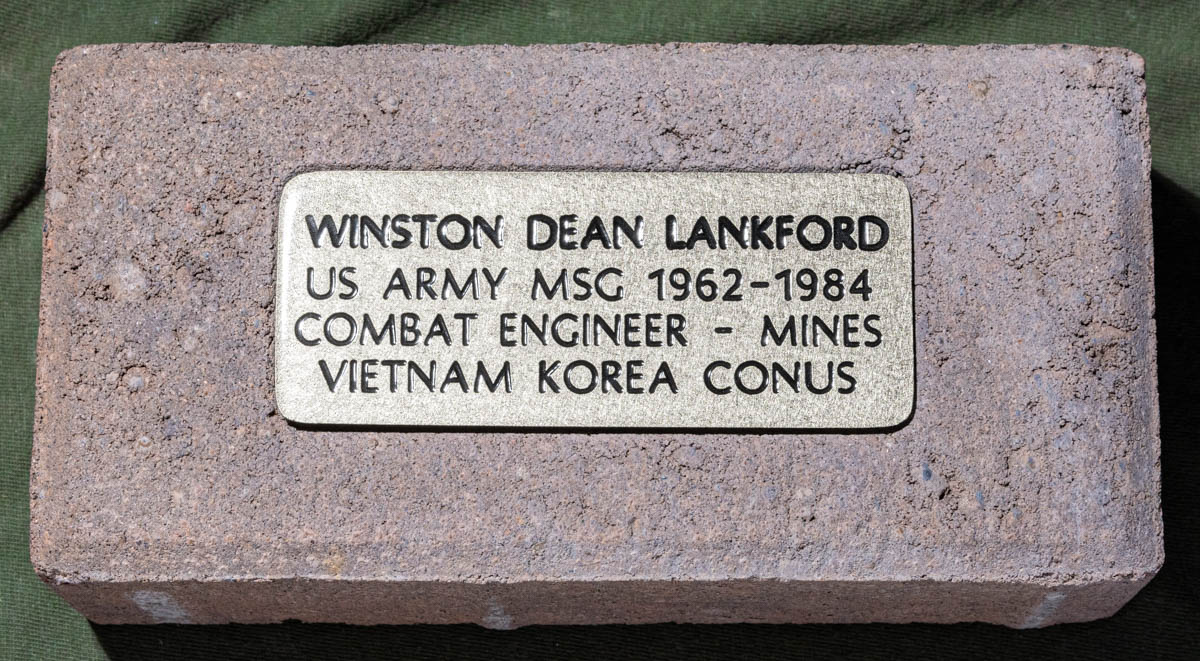 WINSTON DEAN LANKFORD
US ARMY MSG 1962-1984
COMBAT ENGINEER - MINES
VIETNAM KOREA CONUS